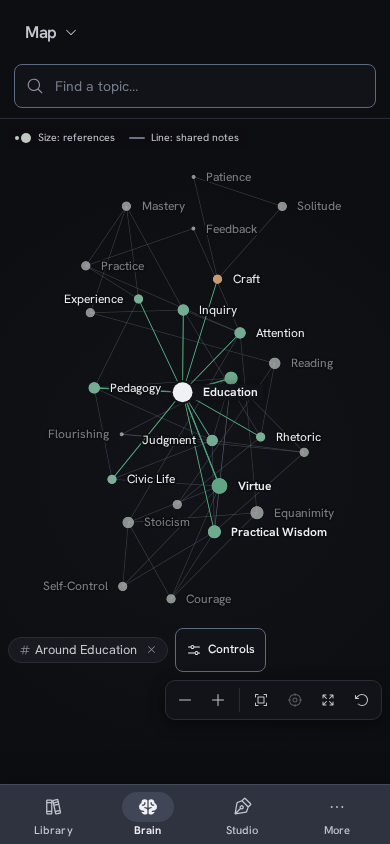 Map
Find a topic...
Size: references
Line: shared notes
Patience
Mastery
Solitude
Feedback
Practice
Craft
Experience
Inquiry
Attention
Reading
Pedagogy
Education
Flourishing
Judgment
Rhetoric
Civic Life
Virtue
Equanimity
Stoicism
Practical Wisdom
Self-Control
Courage
# Around Education
Controls
Library
Brain
Studio
More